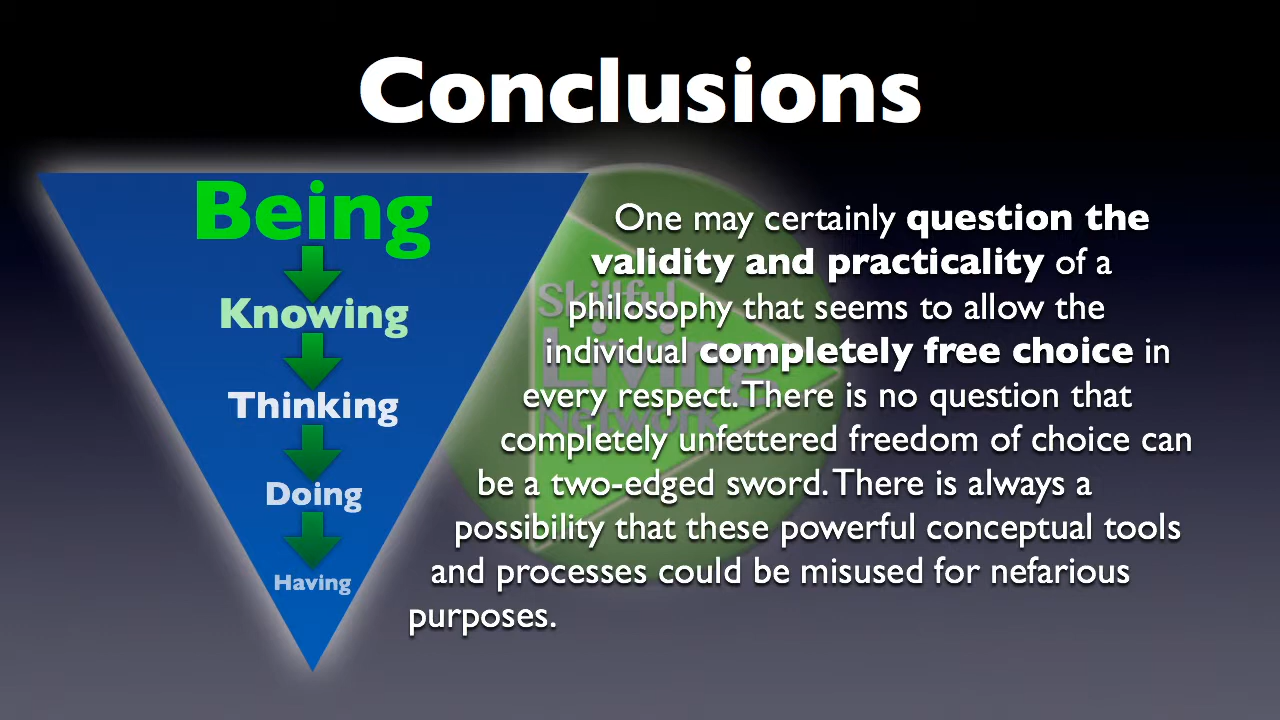 Conclusions
Being
Knowing
Thinking
Doing
Having
One may certainly question the
validity and practicality of a
philosophy that seems to allow the
individual completely free choice in
every respect. There is no question that
completely unfettered freedom of choice can
be a two-edged sword. There is always a
possibility that these powerful conceptual tools
and processes could be misused for nefarious
purposes.
Skillful
Living
Network